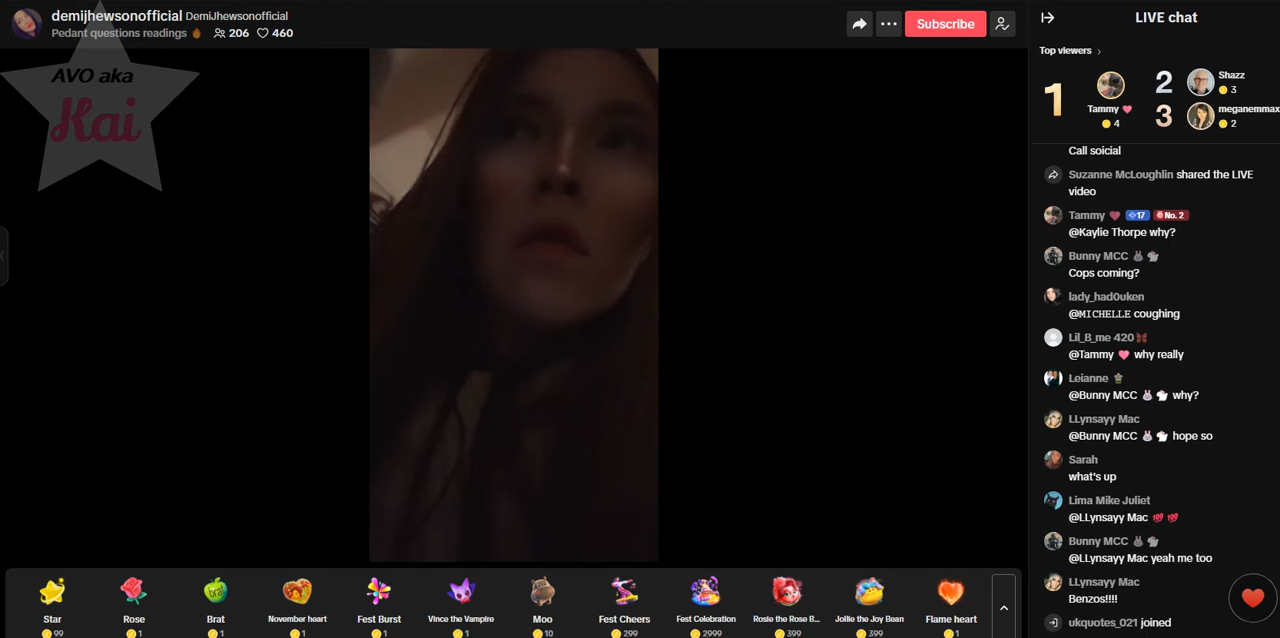 demijhewsonofficial DemiJhewsonofficial
Pedant questions readings 206 460
Subscribe
AVO aka
Kai
LIVE chat
Top viewers
1
Tammy
4
2
Shazz
3
3
meganemmax
2
Call soicial
Suzanne McLoughlin shared the LIVE
video
Tammy 17 No. 2
@Kaylie Thorpe why?
Bunny MCC
Cops coming?
lady_had0uken
@MICHELLE coughing
Lil_B_me 420
@Tammy why really
Leianne
@Bunny MCC why?
LLynsayy Mac
@Bunny MCC hope so
Sarah
what's up
Lima Mike Juliet
@LLynsayy Mac 💯 💯
Bunny MCC
@LLynsayy Mac yeah me too
LLynsayy Mac
Benzos!!!!
ukquotes_021 joined
brat
Star Rose Brat November heart Fest Burst Vince the Vampire Moo Fest Cheers Fest Celebration Rosie the Rose B... Jollie the Joy Bean Flame heart
99 1 1 1 1 1 10 299 2999 399 399 1